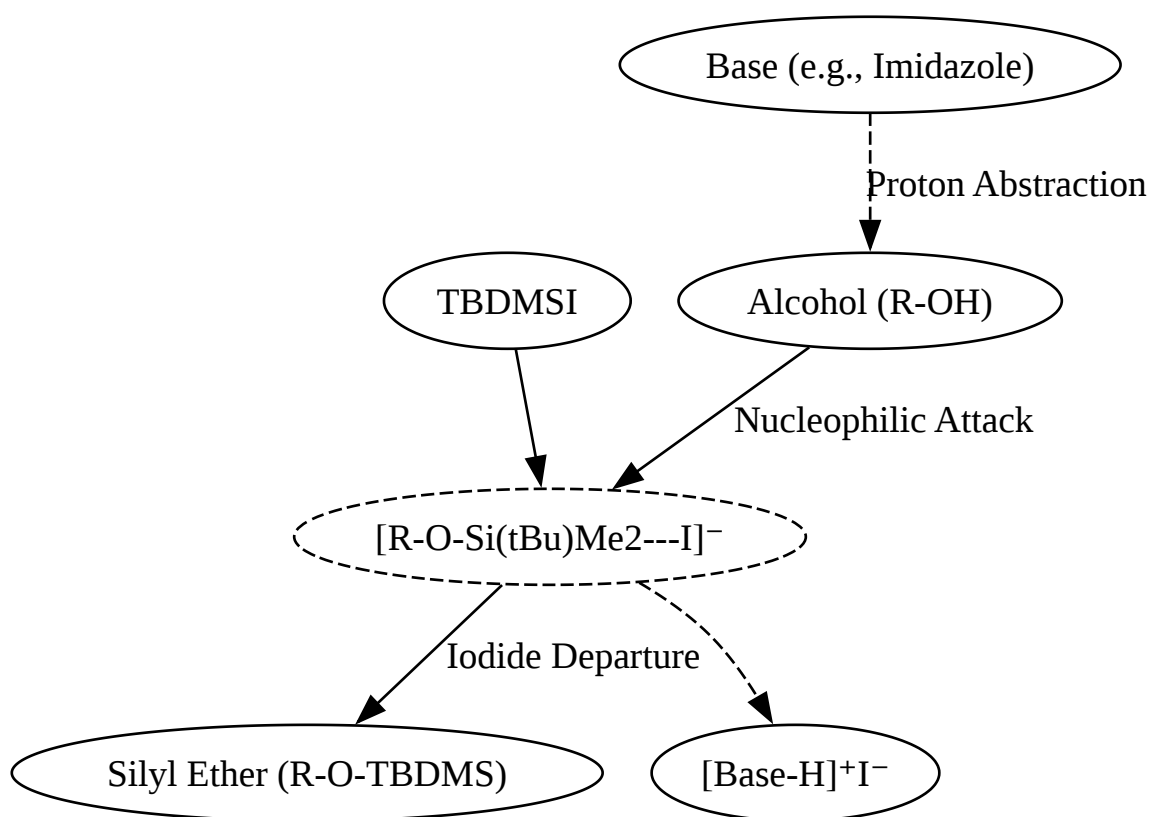 Base (e.g., Imidazole)
Proton Abstraction
TBDMSI
Alcohol (R-OH)
Nucleophilic Attack
[R-O-Si(tBu)Me2---I]⁻
Iodide Departure
Silyl Ether (R-O-TBDMS)
[Base-H]⁺I⁻